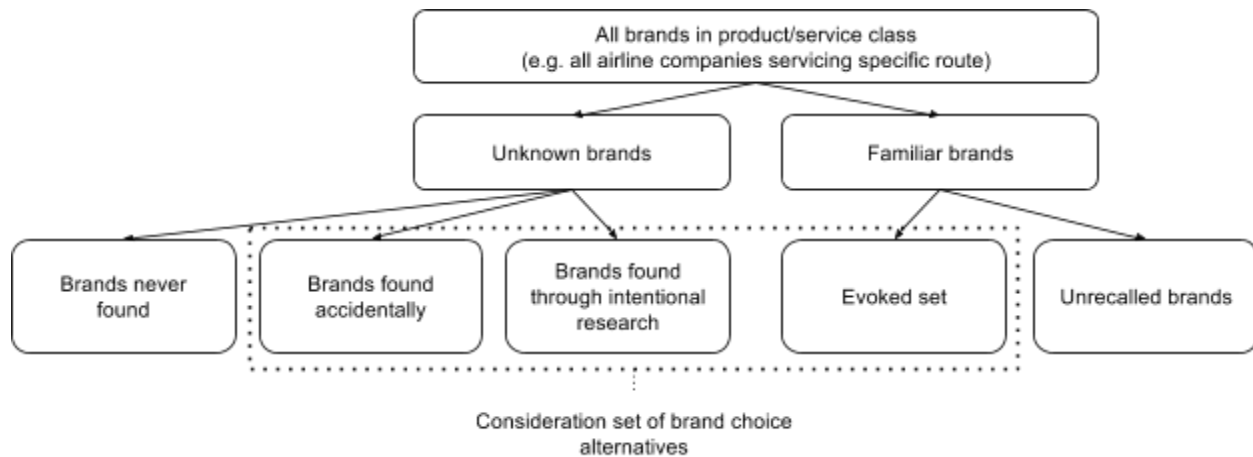 All brands in product/service class
(e.g. all airline companies servicing specific route)
Unknown brands
Familiar brands
Brands never
found
Brands found
accidentally
Brands found
through intentional
research
Evoked set
Unrecalled brands
Consideration set of brand choice
alternatives